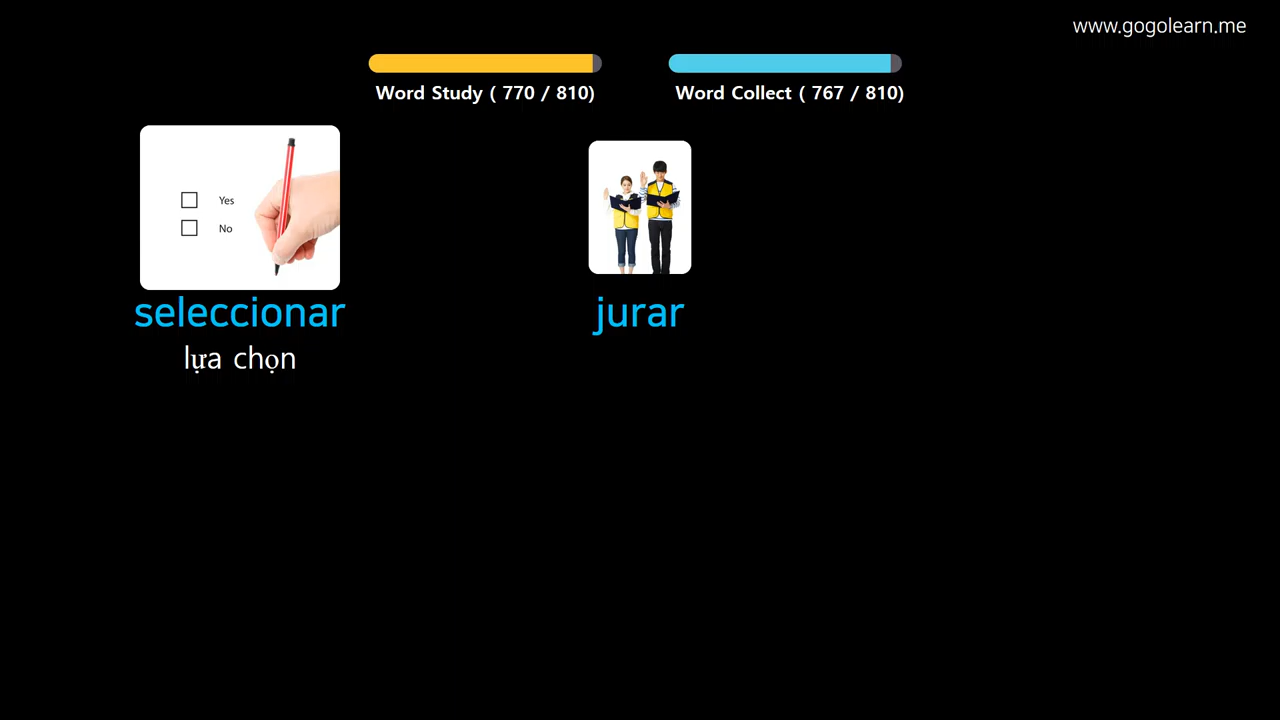 www.gogolearn.me
Word Study ( 770 / 810)
Word Collect ( 767 / 810)
Yes
No
seleccionar
jurar
lựa chọn